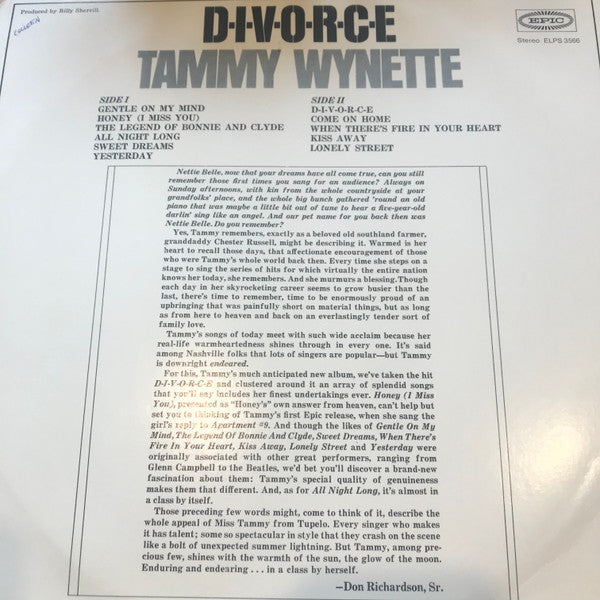 Produced by Billy Sherrill.
COLLEEN
D-I-V-O-R-C-E
TAMMY WYNETTE
EPIC
Stereo ELPS 3566
SIDE I
GENTLE ON MY MIND
HONEY (I MISS YOU)
THE LEGEND OF BONNIE AND CLYDE
ALL NIGHT LONG
SWEET DREAMS
YESTERDAY
SIDE II
D-I-V-O-R-C-E
COME ON HOME
WHEN THERE'S FIRE IN YOUR HEART
KISS AWAY
LONELY STREET
Nettie Belle, now that your dreams have all come true, can you still
remember those first times you sang for an audience? Always on
Sunday afternoons, with kin from the whole countryside at your
grandfolks' place, and the whole big bunch gathered 'round an old
piano that was maybe a little bit out of tune to hear a five-year-old
darlin' sing like an angel. And our pet name for you back then was
Nettie Belle. Do you remember?
Yes, Tammy remembers, exactly as a beloved old southland farmer,
granddaddy Chester Russell, might be describing it. Warmed is her
heart to recall those days, that affectionate encouragement of those
who were Tammy's whole world back then. Every time she steps on a
stage to sing the series of hits for which virtually the entire nation
knows her today, she remembers. And she murmurs a blessing. Though
each day in her skyrocketing career seems to grow busier than the
last, there's time to remember, time to be enormously proud of an
upbringing that was painfully short on material things, but as long
as from here to heaven and back on an everlastingly tender sort of
family love.
Tammy's songs of today meet with such wide acclaim because her
real-life warmheartedness shines through in every one. It's said
among Nashville folks that lots of singers are popular—but Tammy
is downright endeared.
For this, Tammy's much anticipated new album, we've taken the hit
D-I-V-O-R-C-E and clustered around it an array of splendid songs
that you'll say includes her finest undertakings ever. Honey (I Miss
You), presented as "Honey's" own answer from heaven, can't help but
set you to thinking of Tammy's first Epic release, when she sang the
girl's reply to Apartment #9. And though the likes of Gentle On My
Mind, The Legend Of Bonnie And Clyde, Sweet Dreams, When There's
Fire In Your Heart, Kiss Away, Lonely Street and Yesterday were
originally associated with other great performers, ranging from
Glenn Campbell to the Beatles, we'd bet you'll discover a brand-new
fascination about them: Tammy's special quality of genuineness
makes them that different. And, as for All Night Long, it's almost in
a class by itself.
Those preceding few words might, come to think of it, describe the
whole appeal of Miss Tammy from Tupelo. Every singer who makes
it has talent; some so spectacular in style that they crash on the scene
like a bolt of unexpected summer lightning. But Tammy, among pre-
cious few, shines with the warmth of the sun, the glow of the moon.
Enduring and endearing . . . in a class by herself.
—Don Richardson, Sr.